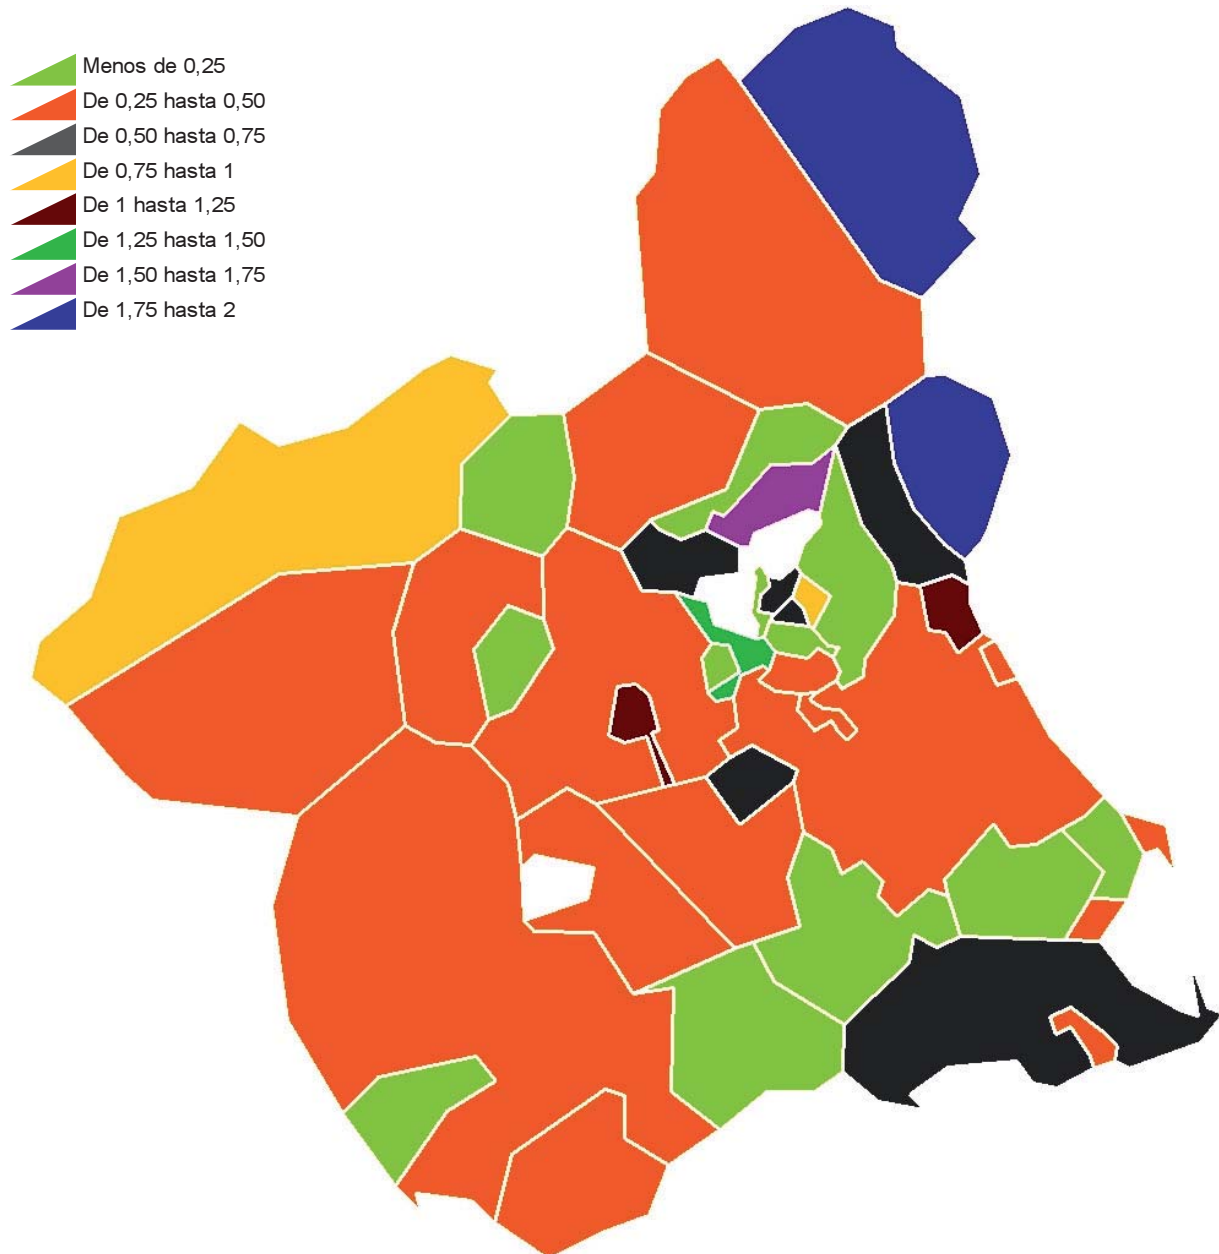 Menos de 0,25
De 0,25 hasta 0,50
De 0,50 hasta 0,75
De 0,75 hasta 1
De 1 hasta 1,25
De 1,25 hasta 1,50
De 1,50 hasta 1,75
De 1,75 hasta 2